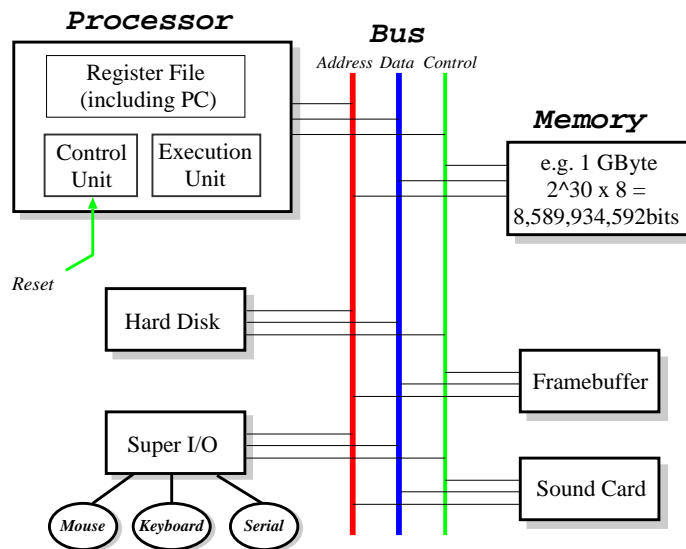 Processor
Bus
Address Data Control
Register File
(including PC)
Control
Unit
Execution
Unit
Reset
Memory
e.g. 1 GByte
2^30 x 8 =
8,589,934,592bits
Hard Disk
Framebuffer
Super I/O
Sound Card
Mouse
Keyboard
Serial